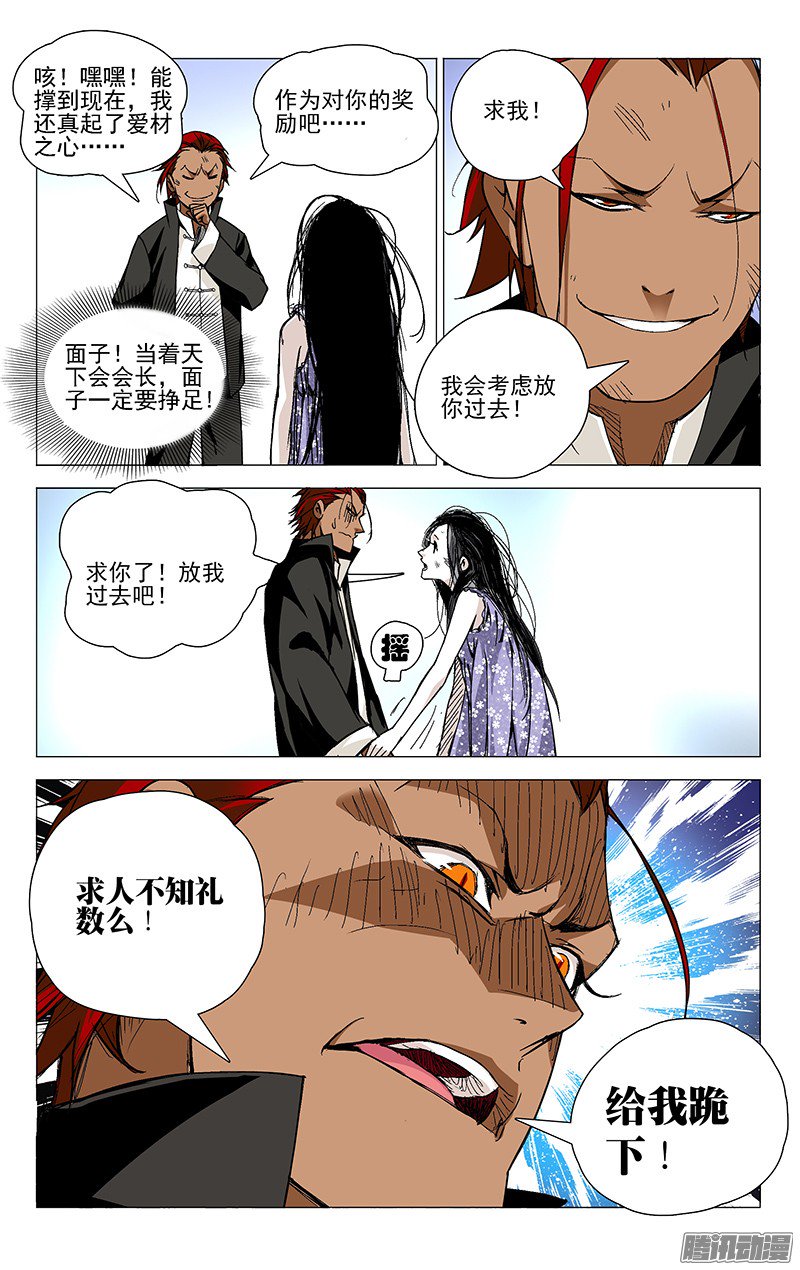 咳！嘿嘿！能
撑到现在，我
还真起了爱材
之心……
作为对你的奖
励吧……
面子！当着天
下会会长，面
子一定要挣足！
求我！
我会考虑放
你过去！
求你了！放我
过去吧！
摇
求人不知礼
数么！
给我跪
下！
腾讯动漫